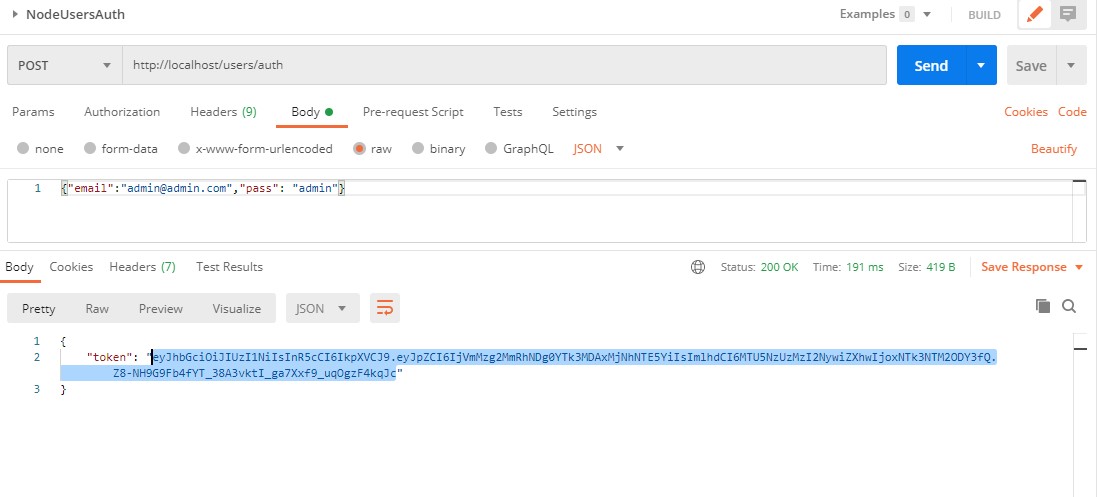 NodeUsersAuth Examples 0 BUILD
POST http://localhost/users/auth Send Save
Params Authorization Headers (9) Body Pre-request Script Tests Settings Cookies Code
none form-data x-www-form-urlencoded raw binary GraphQL JSON Beautify
1 {"email":"admin@admin.com","pass": "admin"}
Body Cookies Headers (7) Test Results Status: 200 OK Time: 191 ms Size: 419 B Save Response
Pretty Raw Preview Visualize JSON
1 {
2 "token": "eyJhbGciOiJIUzI1NiIsInR5cCI6IkpXVCJ9.eyJpZCI6IjVmMzg2MmRhNDg0YTk3MDAxMjNhNTE5YiIsImlhdCI6MTU5NzUzMzI2NywiZXhwIjoxNTk3NTM2ODY3fQ.
Z8-NH9G9Fb4fYT_38A3vktI_ga7Xxf9_uqOgzF4kqJc"
3 }